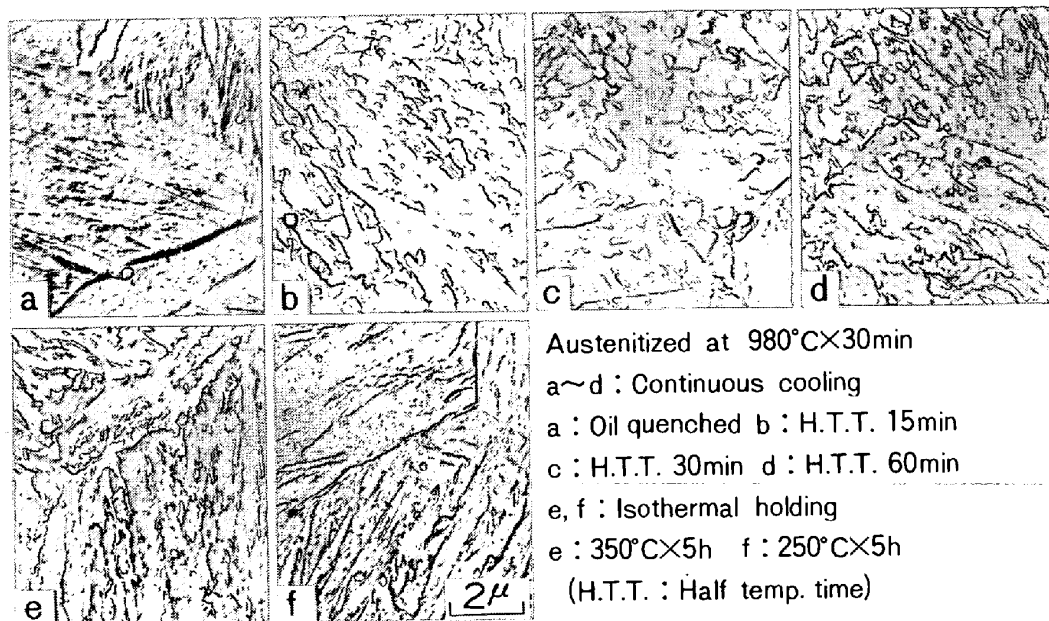 a
b
c
d
e
f
2μ
Austenitized at 980°C×30min
a~d : Continuous cooling
a : Oil quenched b : H.T.T. 15min
c : H.T.T. 30min d : H.T.T. 60min
e, f : Isothermal holding
e : 350°C×5h f : 250°C×5h
(H.T.T. : Half temp. time)